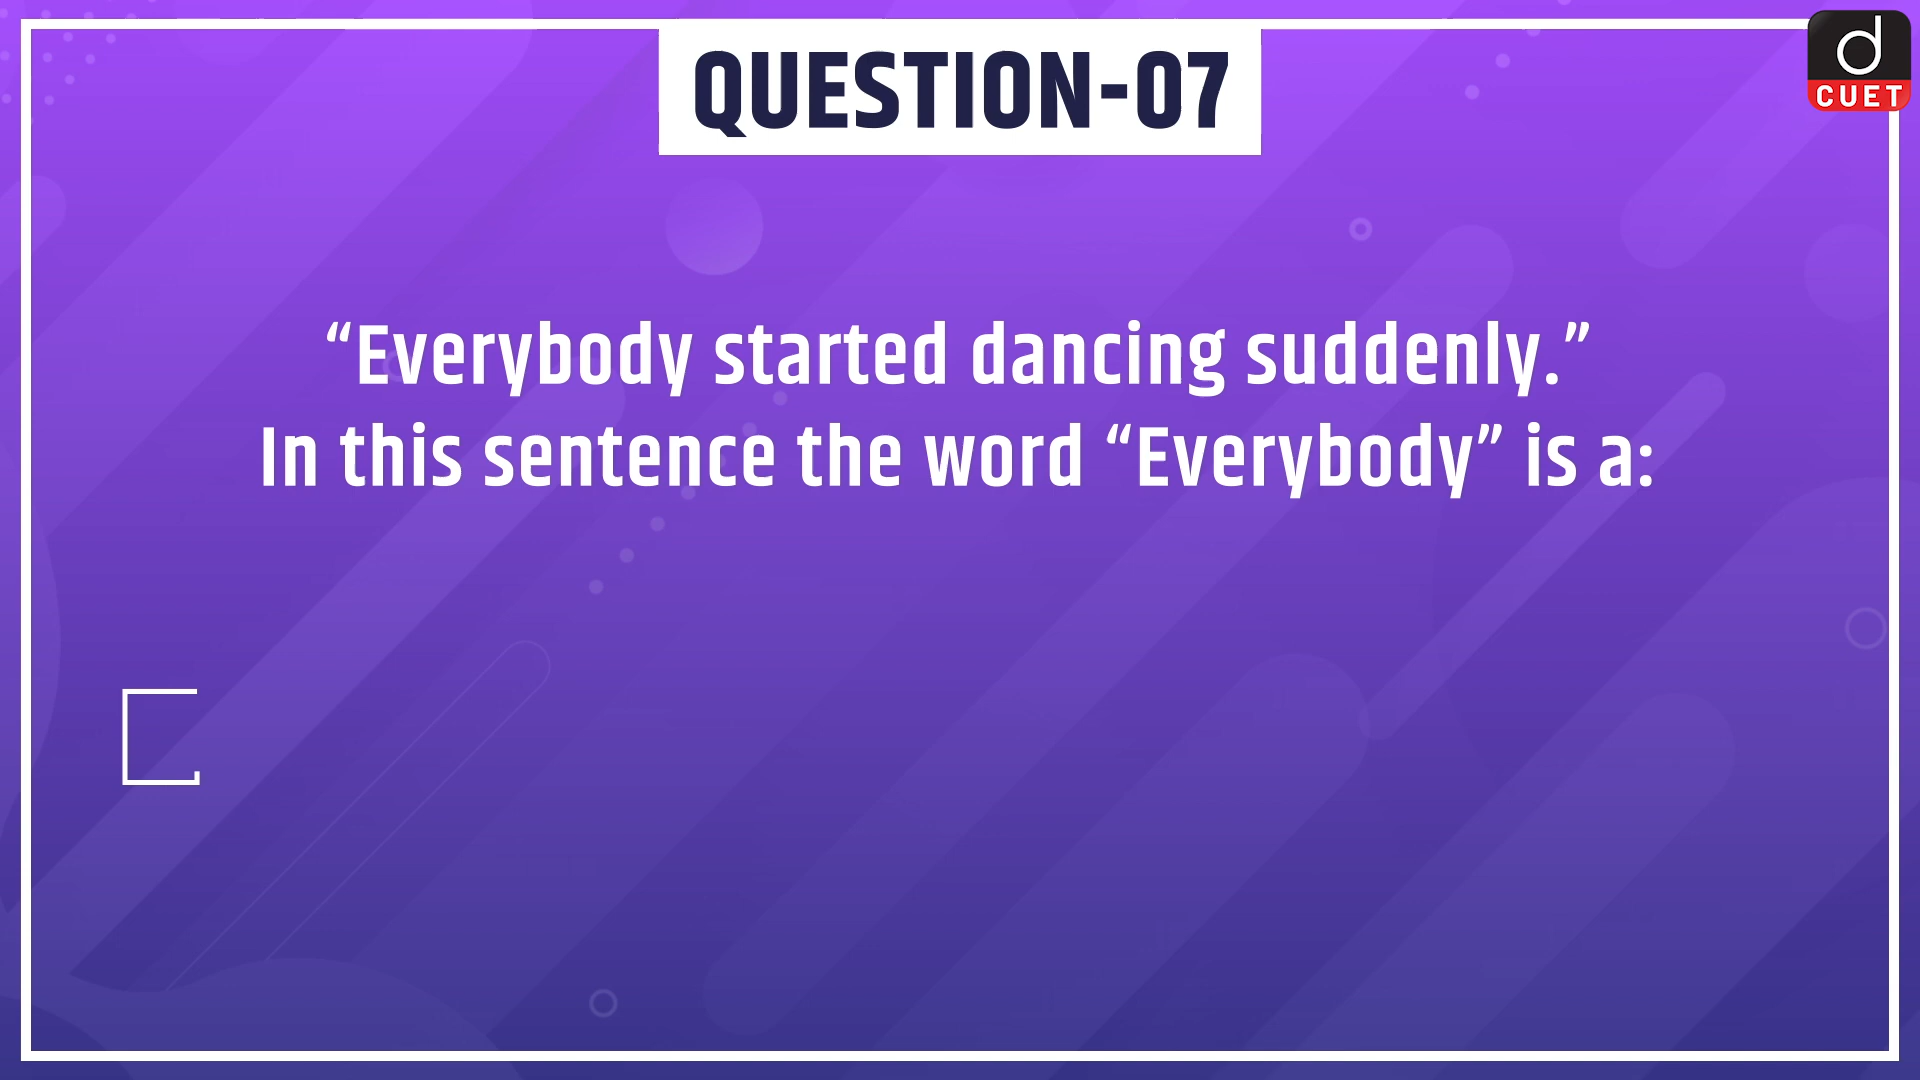 QUESTION-07
d
CUET
“Everybody started dancing suddenly.”
In this sentence the word “Everybody” is a: